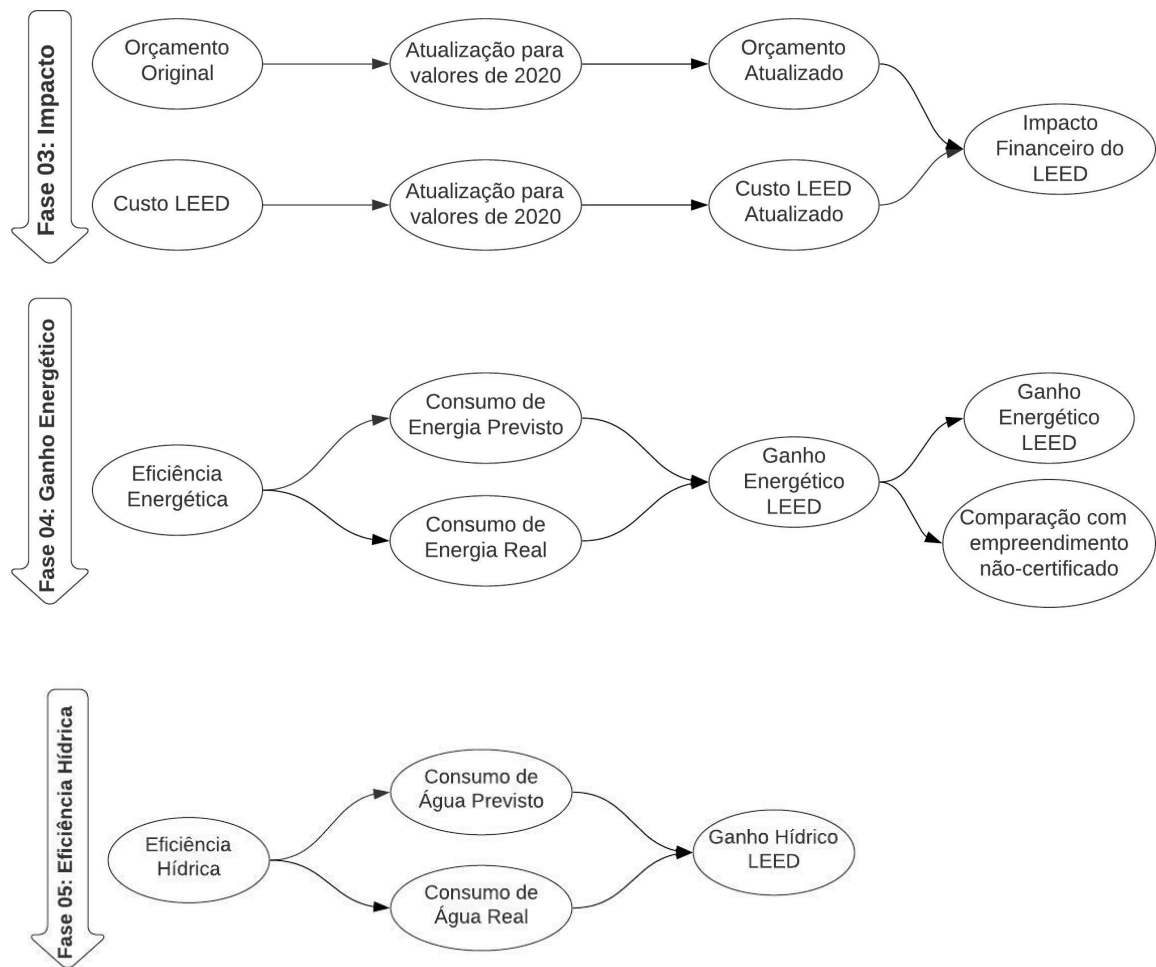 Fase 03: Impacto
Orçamento
Original
Atualização para
valores de 2020
Orçamento
Atualizado
Impacto
Financeiro do
LEED
Custo LEED
Atualização para
valores de 2020
Custo LEED
Atualizado
Fase 04: Ganho Energético
Eficiência
Energética
Consumo de
Energia Previsto
Consumo de
Energia Real
Ganho
Energético
LEED
Ganho
Energético
LEED
Comparação com
empreendimento
não-certificado
Fase 05: Eficiência Hídrica
Eficiência
Hídrica
Consumo de
Água Previsto
Consumo de
Água Real
Ganho Hídrico
LEED